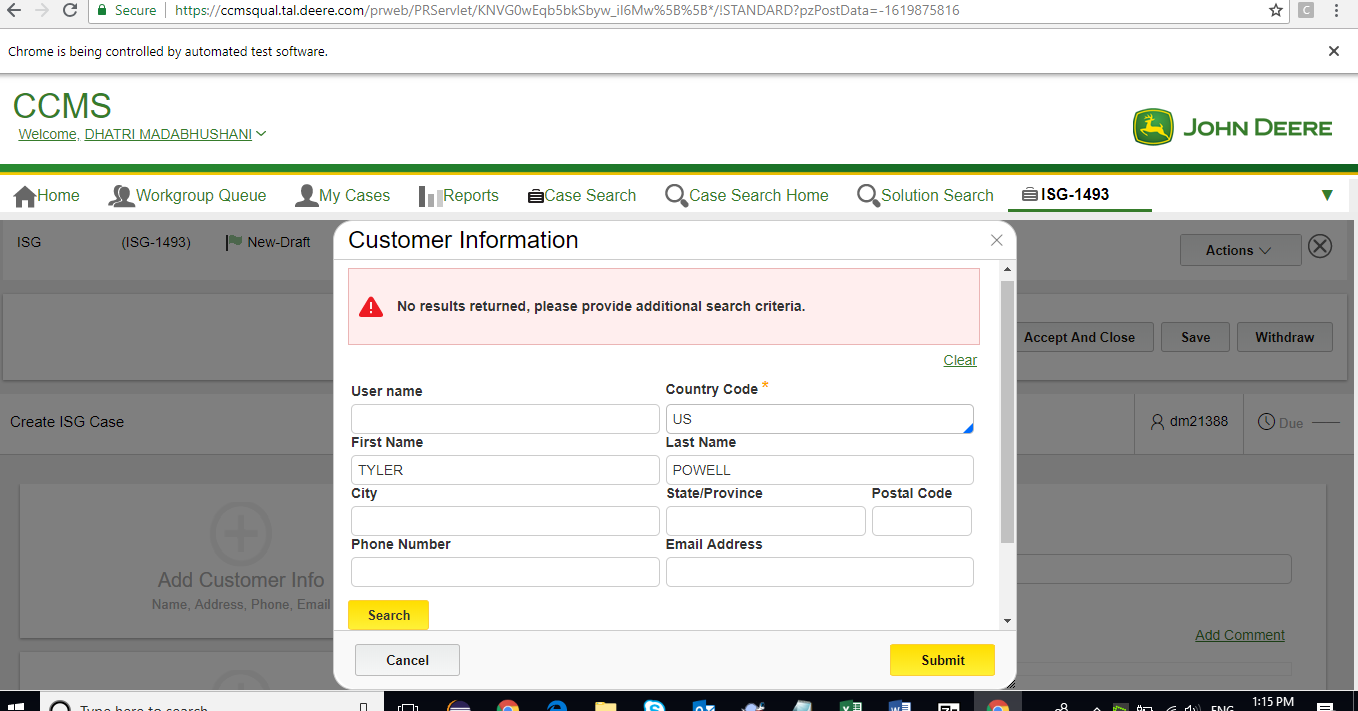 Secure https://ccmsqual.tal.deere.com/prweb/PRServlet/KNVG0wEqb5bkSbyw_iI6Mw%5B%5B*/!STANDARD?pzPostData=-1619875816
C
Chrome is being controlled by automated test software.
CCMS
Welcome, DHATRI MADABHUSHANI
JOHN DEERE
Home Workgroup Queue My Cases Reports Case Search Case Search Home Solution Search ISG-1493
ISG (ISG-1493) New-Draft
Actions
Customer Information
No results returned, please provide additional search criteria.
Accept And Close Save Withdraw
Clear
User name Country Code *
US
Create ISG Case
dm21388 Due
First Name Last Name
TYLER POWELL
City State/Province Postal Code
Phone Number Email Address
Add Customer Info
Name, Address, Phone, Email
Search
Add Comment
Cancel Submit
Type here to search
ENG 1:15 PM